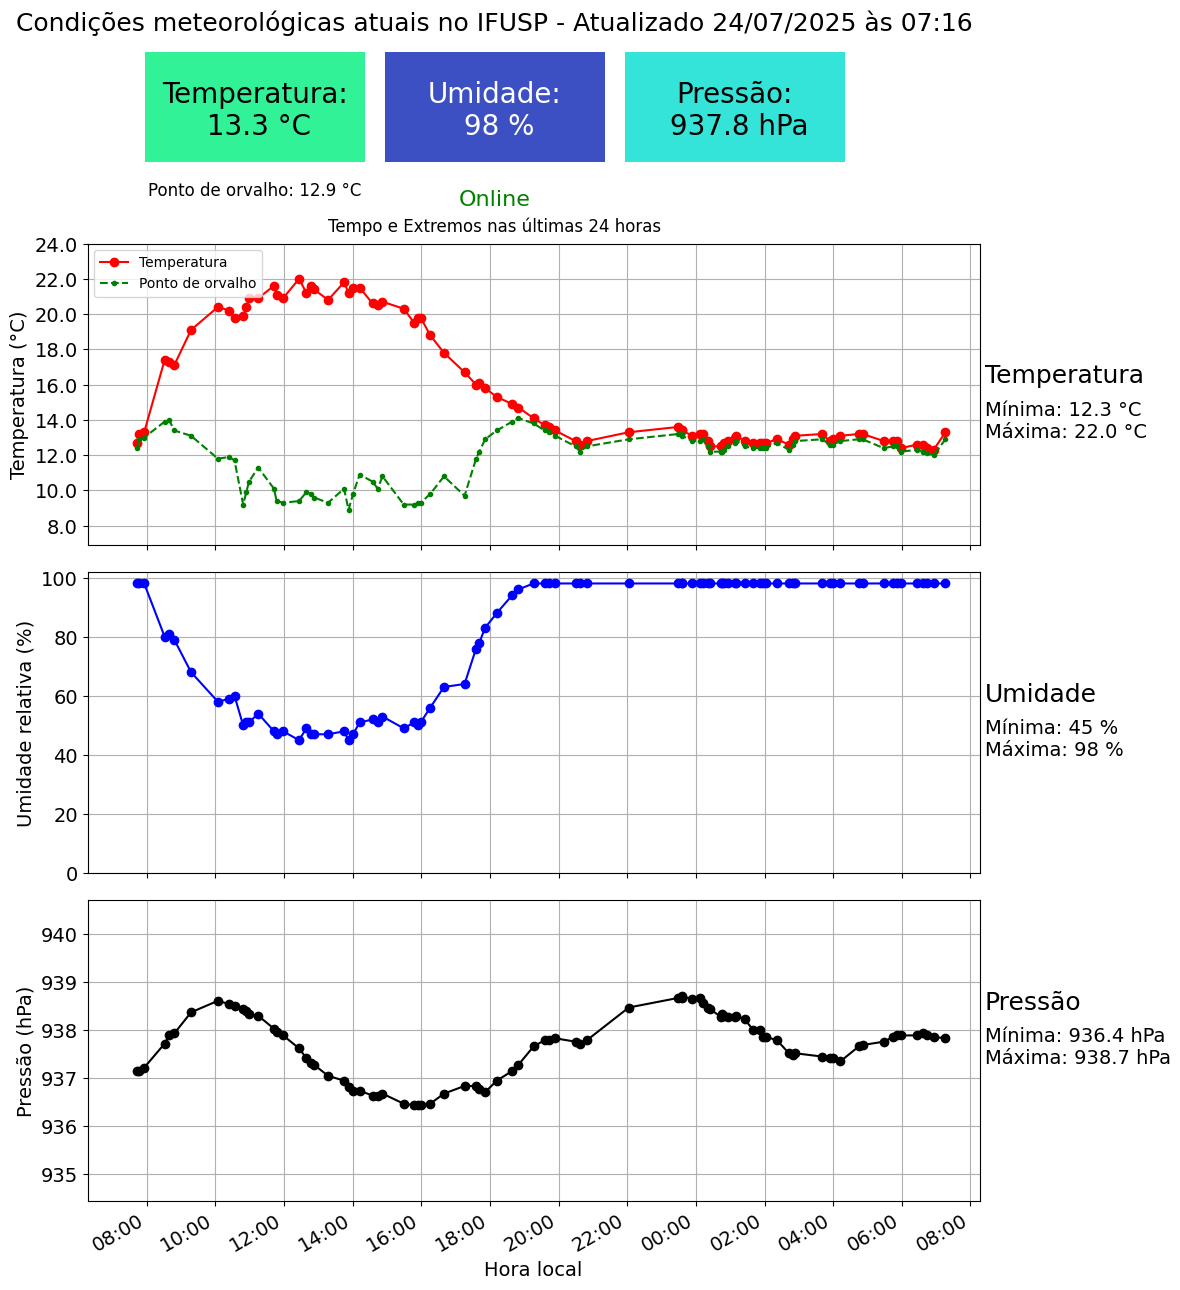 Condições meteorológicas atuais no IFUSP - Atualizado 24/07/2025 às 07:16
Temperatura:
13.3 °C
Umidade:
98 %
Pressão:
937.8 hPa
Ponto de orvalho: 12.9 °C
Online
Tempo e Extremos nas últimas 24 horas
Temperatura
Ponto de orvalho
Temperatura (°C)
24.0
22.0
20.0
18.0
16.0
14.0
12.0
10.0
8.0
Temperatura
Mínima: 12.3 °C
Máxima: 22.0 °C
Umidade relativa (%)
100
80
60
40
20
0
Umidade
Mínima: 45 %
Máxima: 98 %
Pressão (hPa)
940
939
938
937
936
935
Pressão
Mínima: 936.4 hPa
Máxima: 938.7 hPa
08:00 10:00 12:00 14:00 16:00 18:00 20:00 22:00 00:00 02:00 04:00 06:00 08:00
Hora local